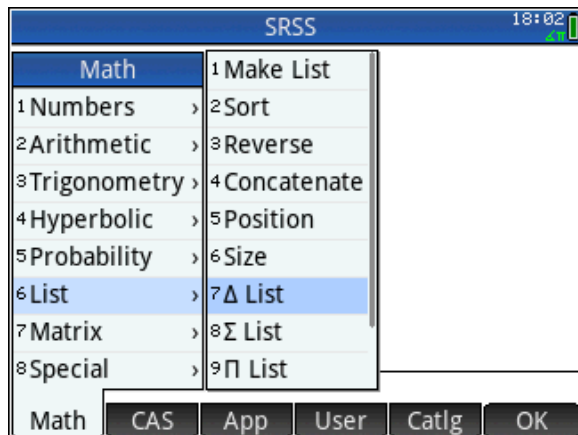 SRSS
18:02
∡π
Math
1 Numbers ›
2 Arithmetic ›
3 Trigonometry ›
4 Hyperbolic ›
5 Probability ›
6 List ›
7 Matrix ›
8 Special ›
1 Make List
2 Sort
3 Reverse
4 Concatenate
5 Position
6 Size
7 Δ List
8 Σ List
9 Π List
Math CAS App User Catlg OK